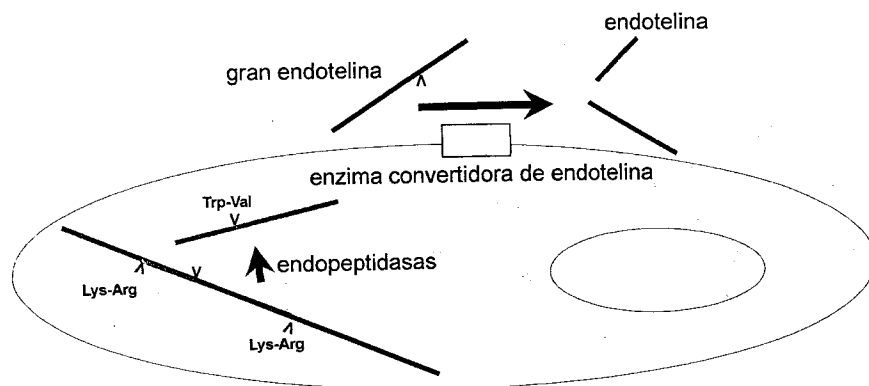 endotelina
gran endotelina
enzima convertidora de endotelina
Trp-Val
endopeptidasas
Lys-Arg
Lys-Arg